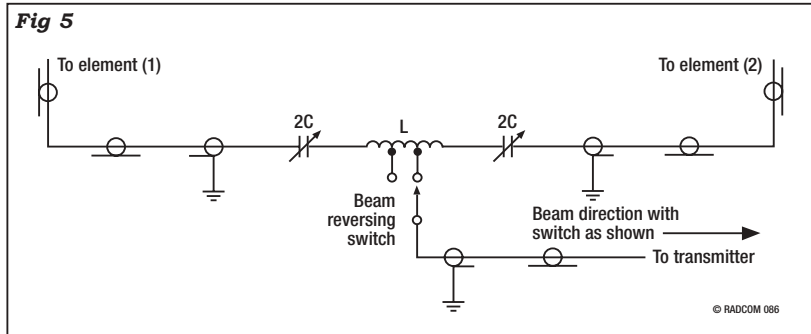 Fig 5
To element (1)
To element (2)
2C
L
2C
Beam
reversing
switch
Beam direction with
switch as shown
To transmitter
© RADCOM 086